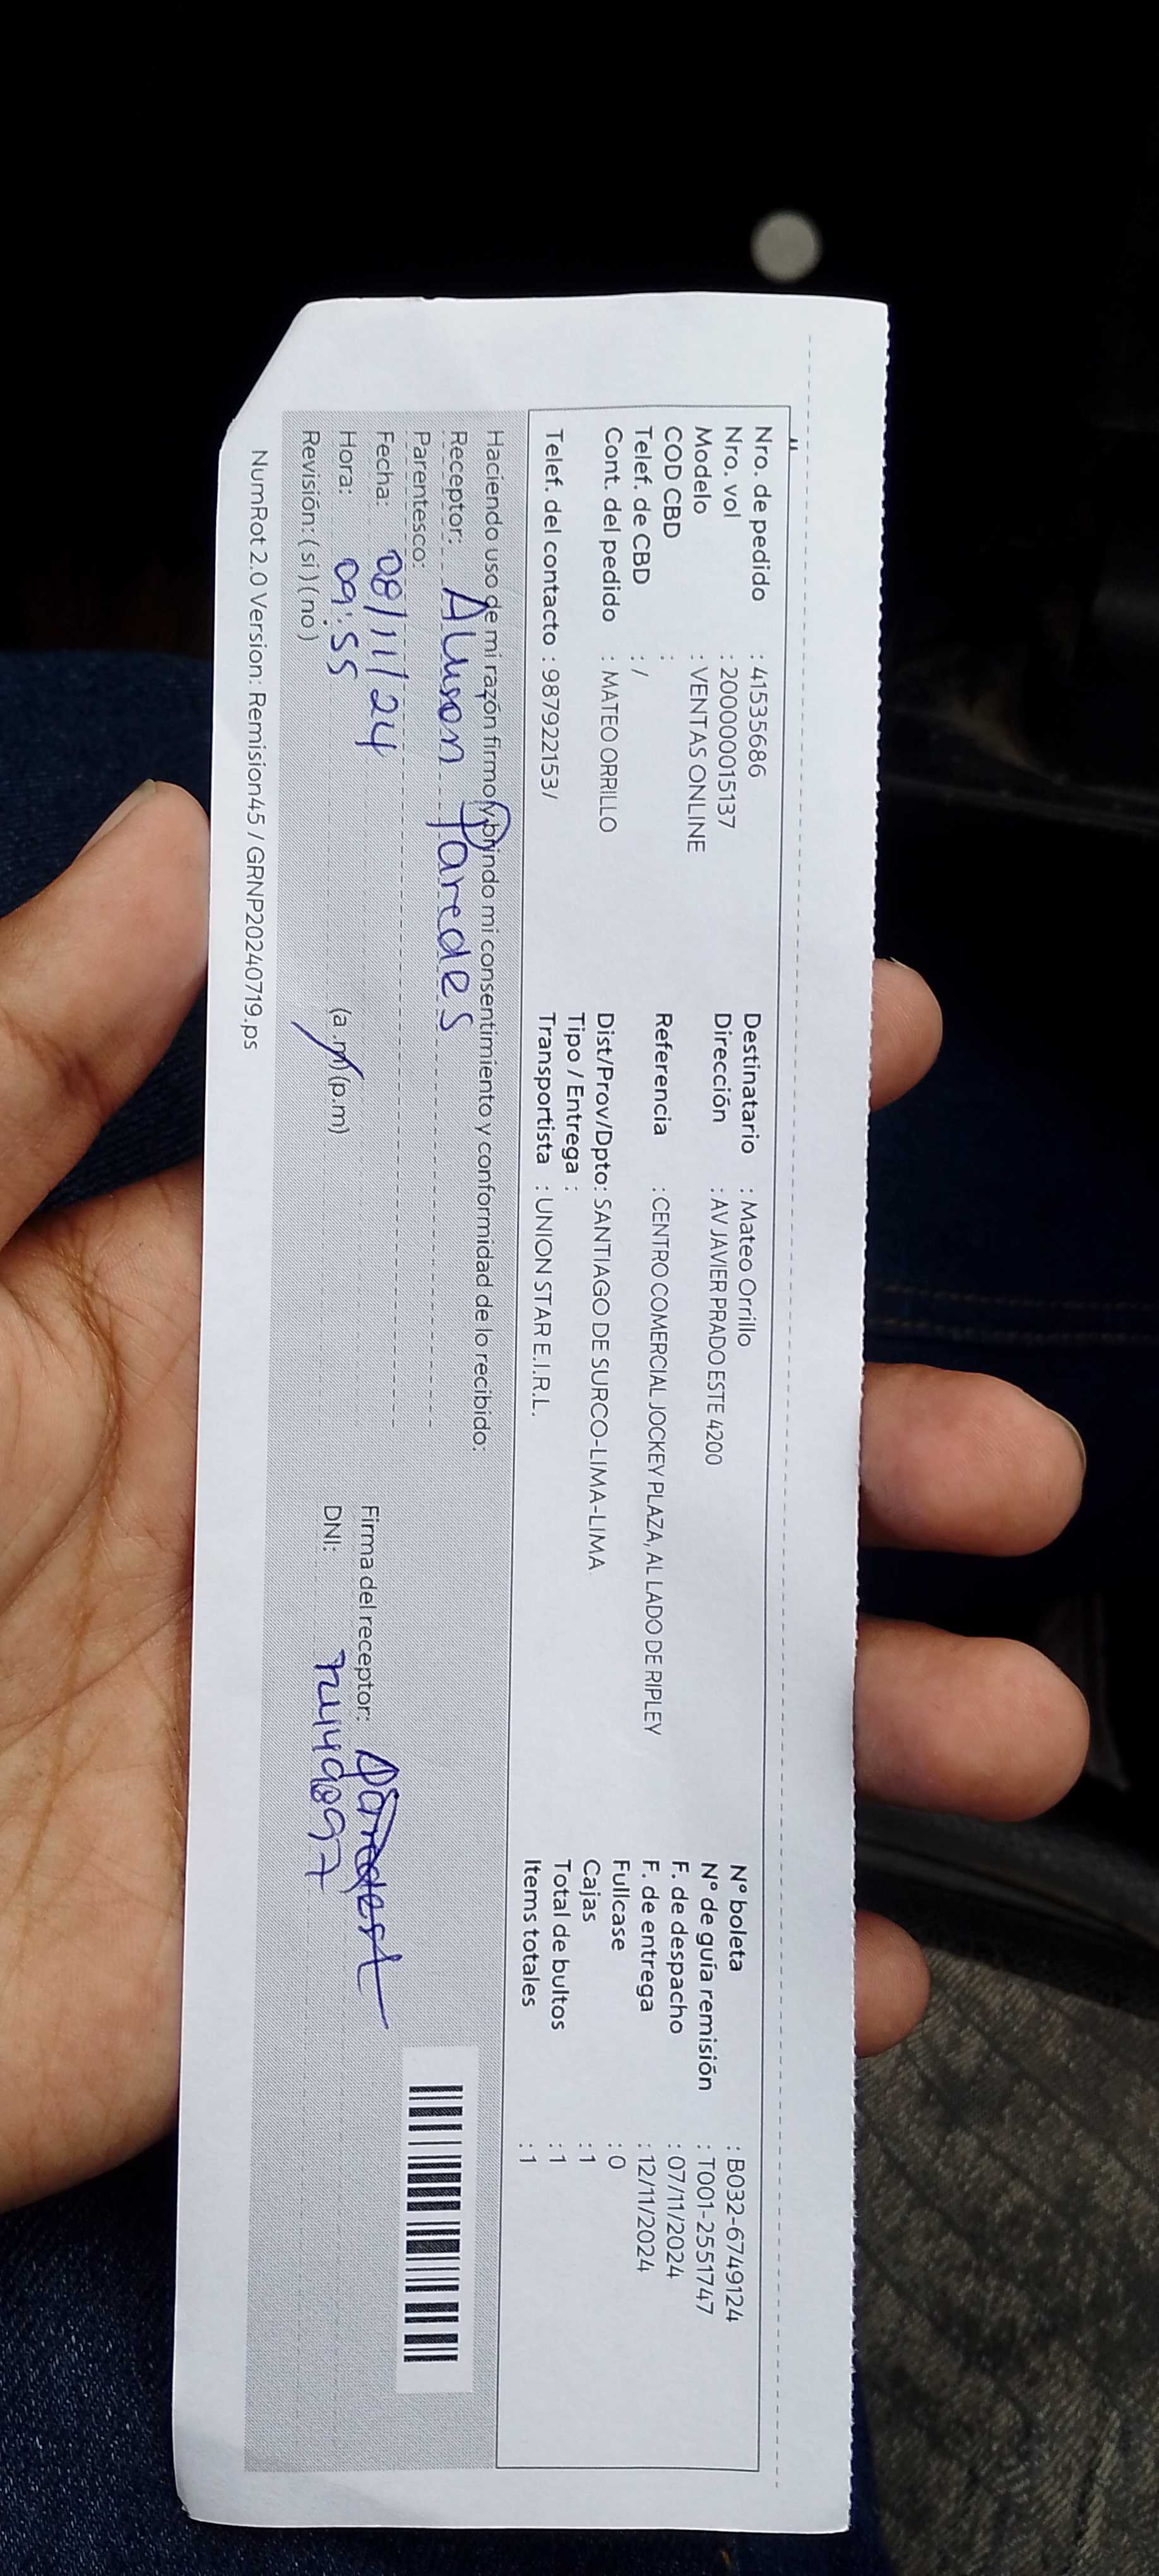 Nro. de pedido : 41535686
Nro. vol : 2000000015137
Modelo : VENTAS ONLINE
COD CBD :
Telef. de CBD : /
Cont. del pedido : MATEO ORRILLO
Telef. del contacto : 987922153/
Destinatario : Mateo Orrillo
Dirección : AV JAVIER PRADO ESTE 4200
Referencia : CENTRO COMERCIAL JOCKEY PLAZA, AL LADO DE RIPLEY
Dist/Prov/Dpto: SANTIAGO DE SURCO-LIMA-LIMA
Tipo / Entrega :
Transportista : UNION STAR E.I.R.L.
N° boleta : B032-6749124
N° de guía remisión : T001-2551747
F. de despacho : 07/11/2024
F. de entrega : 12/11/2024
Fullcase : 0
Cajas : 1
Total de bultos : 1
Items totales : 1
Haciendo uso de mi razón firmo y brindo mi consentimiento y conformidad de lo recibido:
Receptor: Alison Paredes
Parentesco:
Fecha: 08/11/24
Hora: 09:55 (a.m) (p.m)
Revisión: ( si ) ( no )
Firma del receptor:
DNI:
NumRot 2.0 Version: Remision45 / GRNP20240719.ps